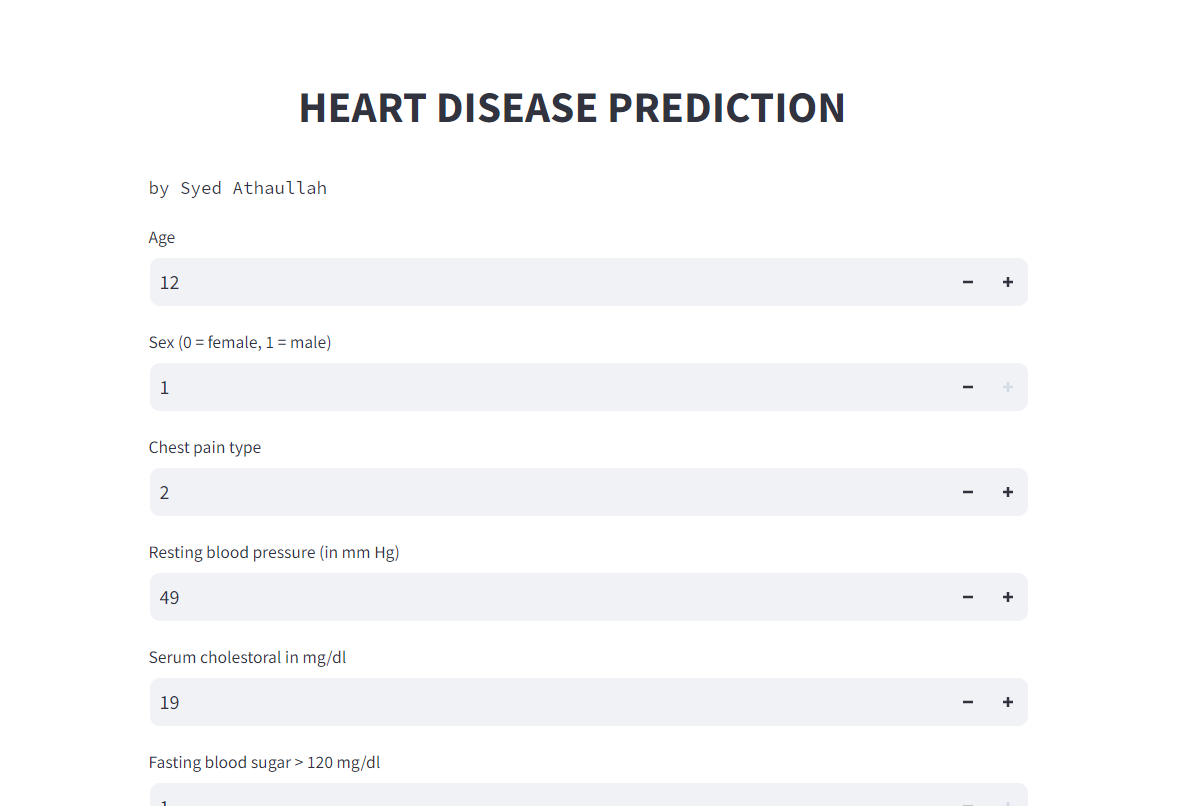 HEART DISEASE PREDICTION
by Syed Athaullah
Age
12
Sex (0 = female, 1 = male)
1
Chest pain type
2
Resting blood pressure (in mm Hg)
49
Serum cholestoral in mg/dl
19
Fasting blood sugar > 120 mg/dl
1